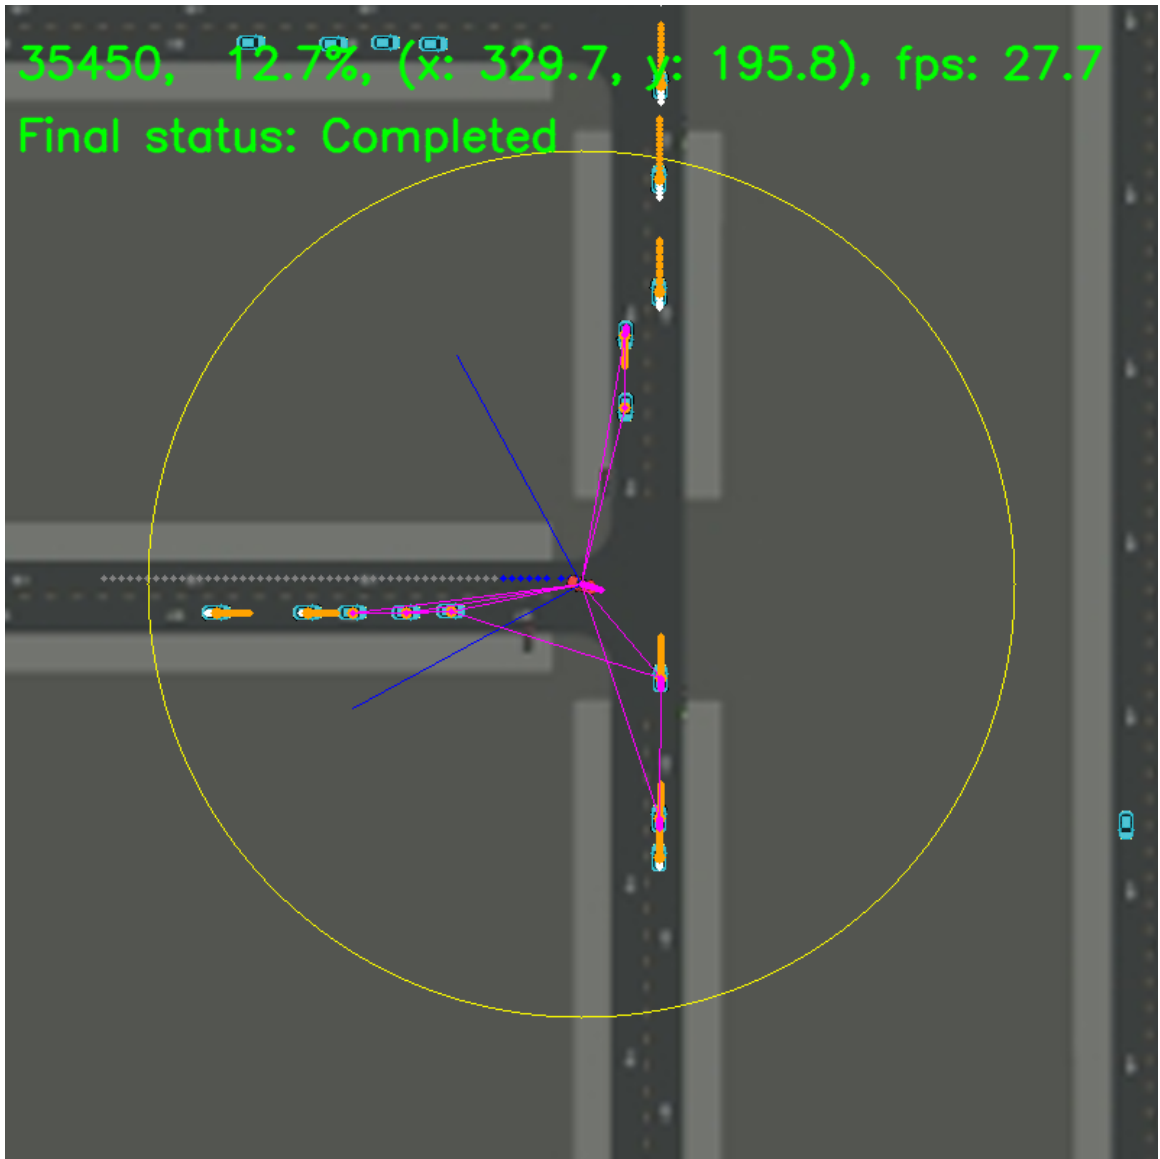 35450, 12.7%, (x: 329.7, y: 195.8), fps: 27.7
Final status: Completed